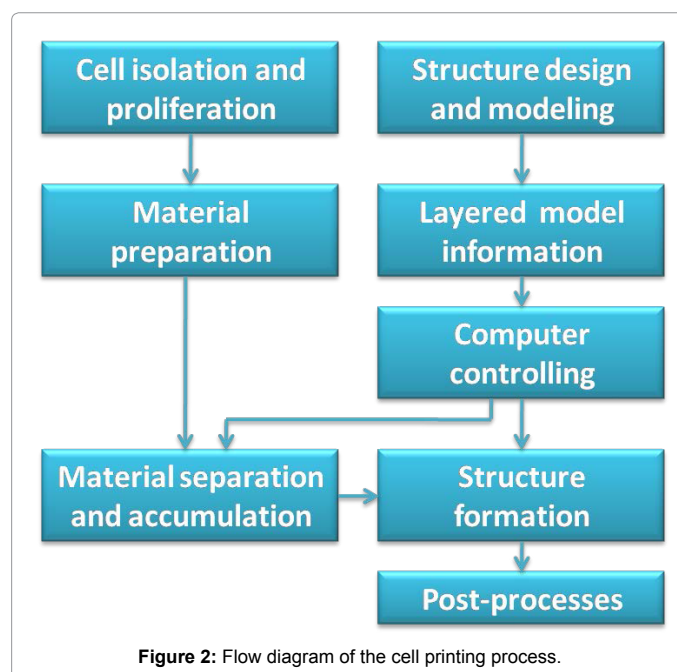 Cell isolation and
proliferation
Structure design
and modeling
Material
preparation
Layered model
information
Computer
controlling
Material separation
and accumulation
Structure
formation
Post-processes
Figure 2: Flow diagram of the cell printing process.